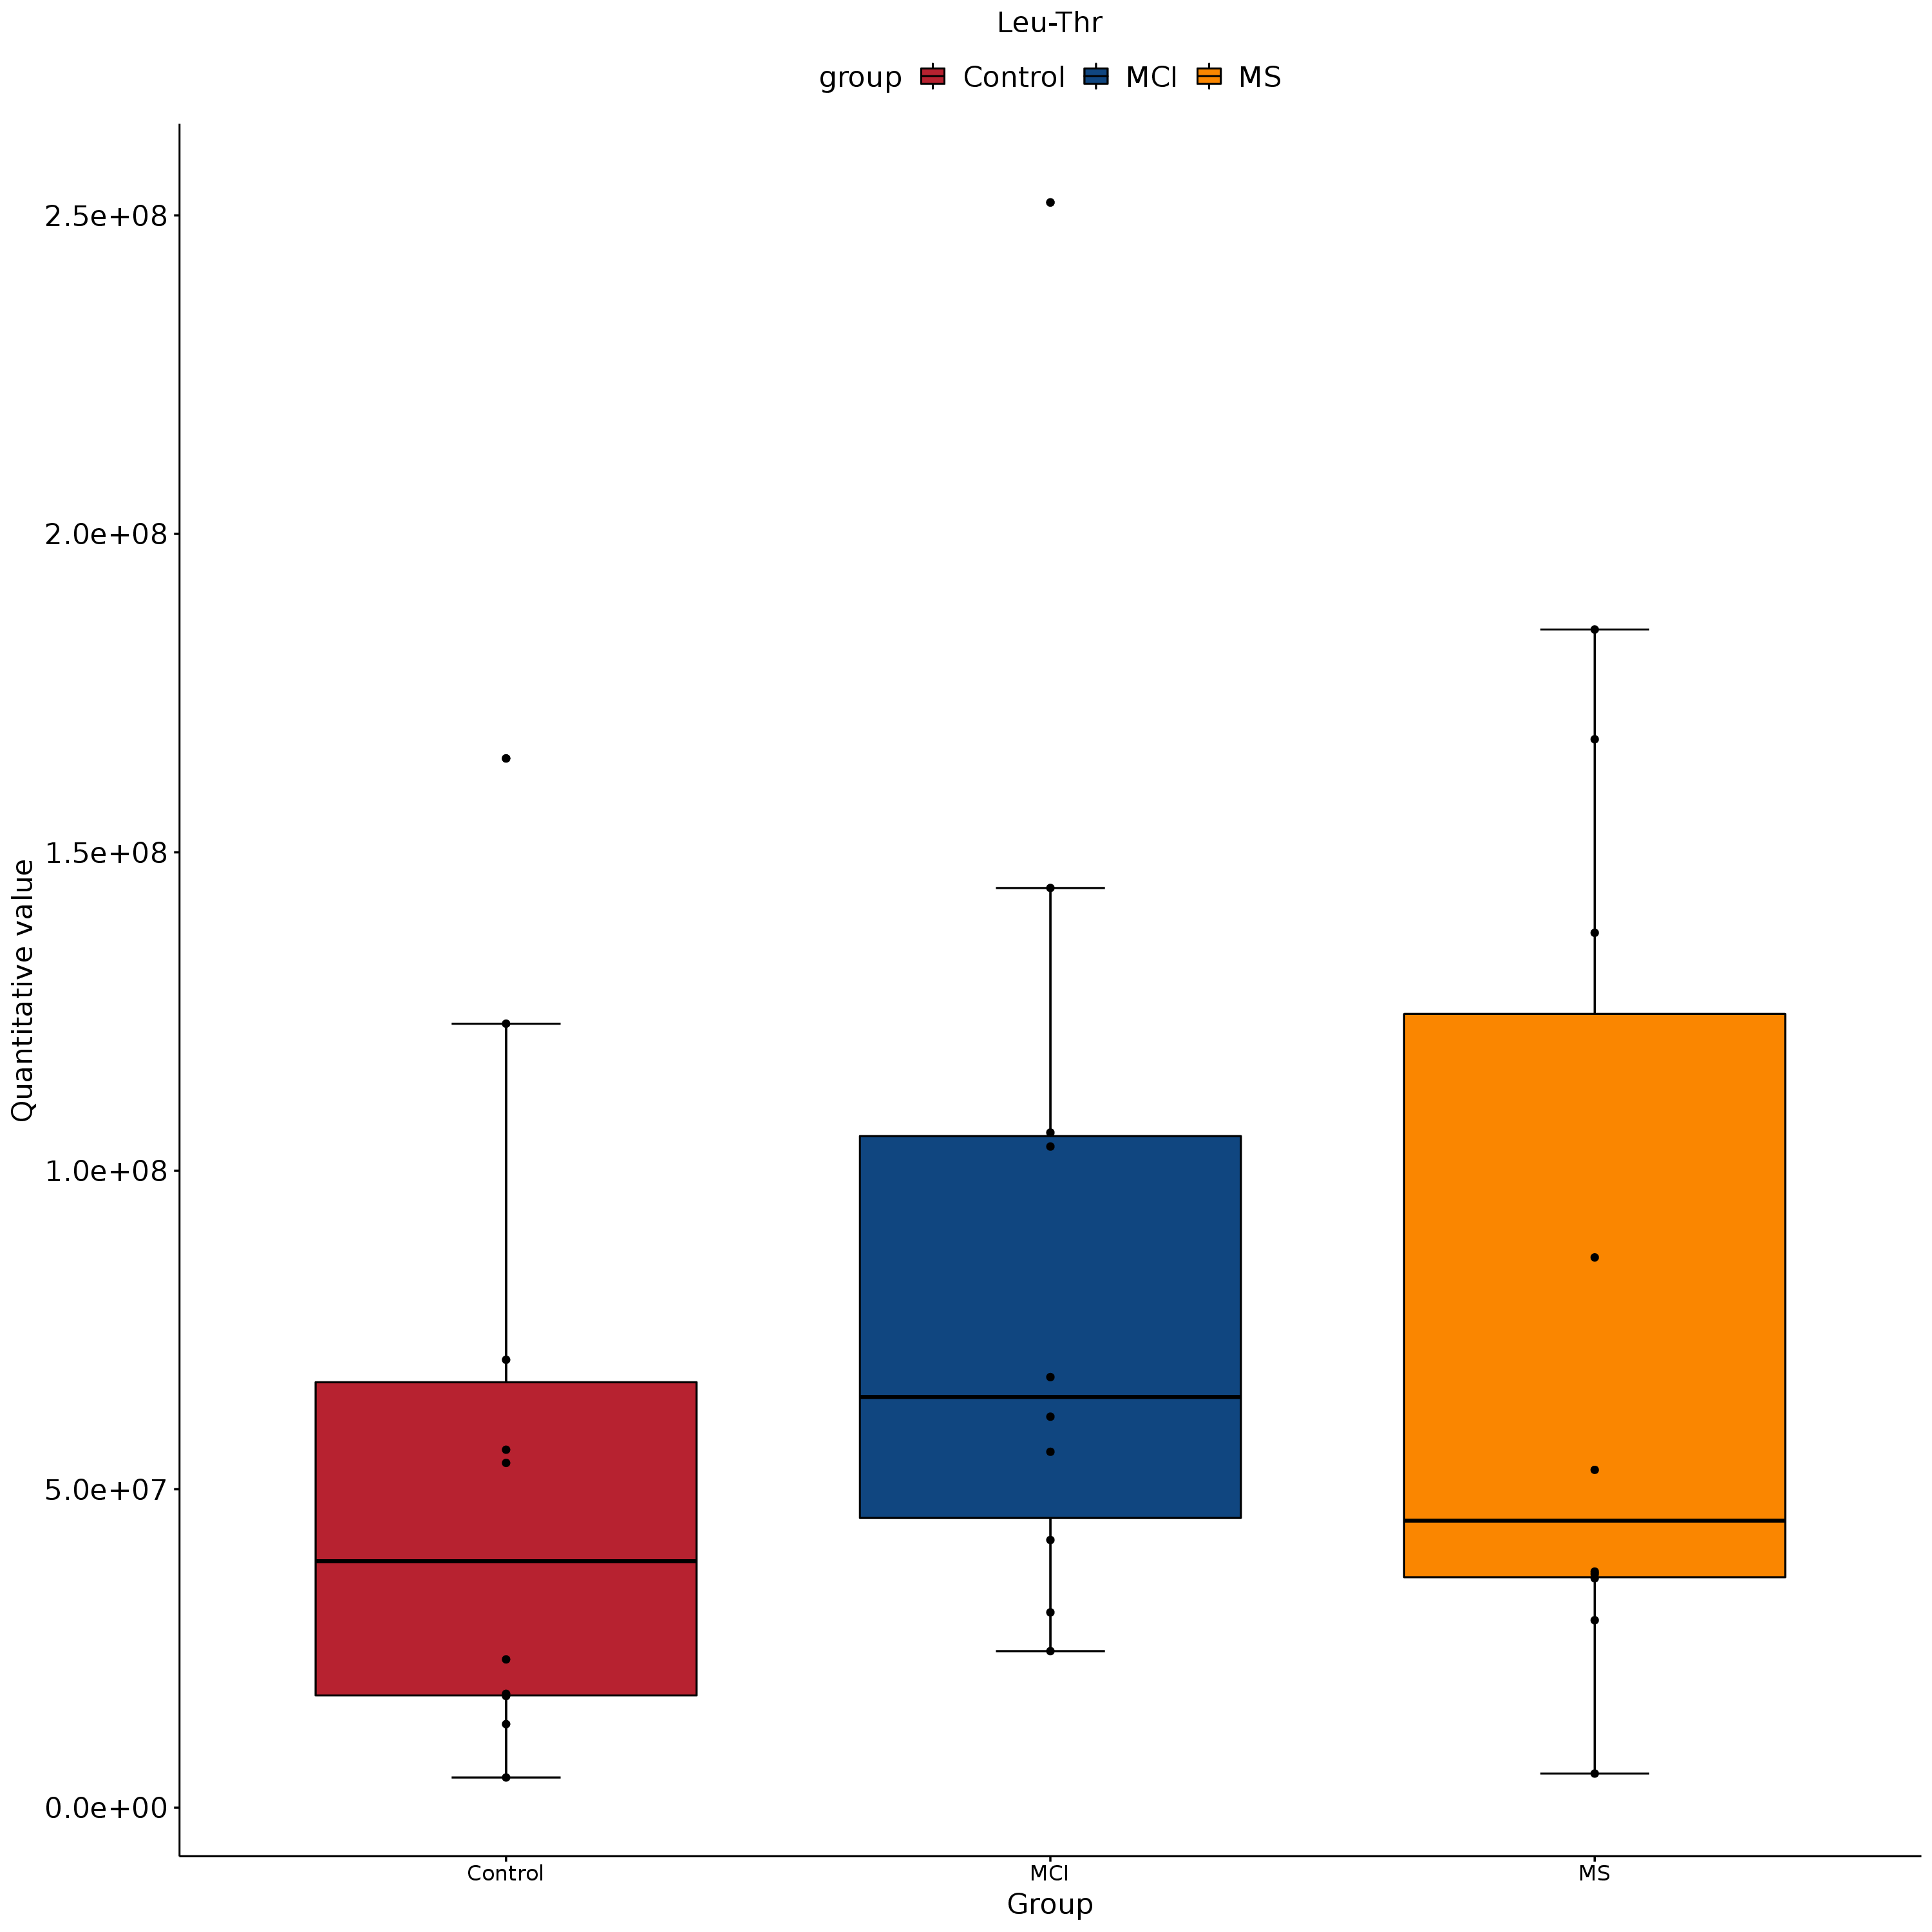 Leu-Thr
group Control MCI MS
Quantitative value
2.5e+08
2.0e+08
1.5e+08
1.0e+08
5.0e+07
0.0e+00
Control MCI MS
Group